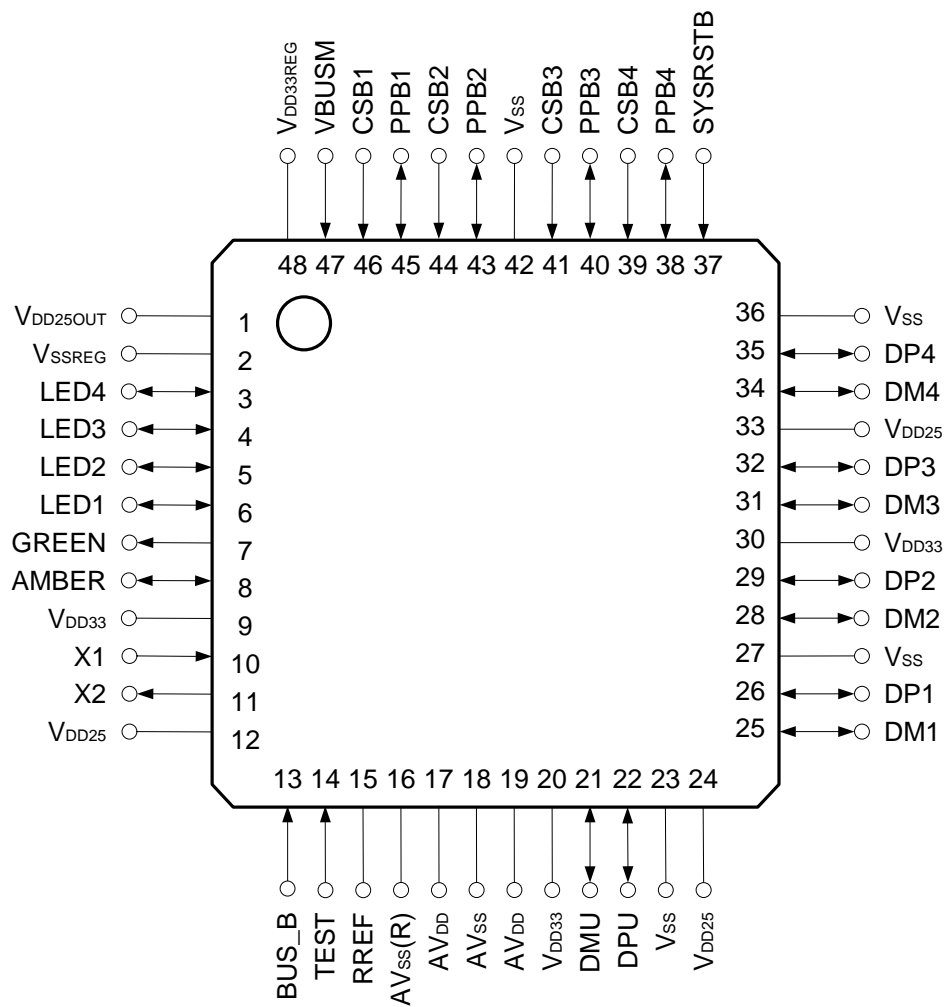 VDD33REG
VBUSM
CSB1
PPB1
CSB2
PPB2
VSS
CSB3
PPB3
CSB4
PPB4
SYSRSTB
48 47 46 45 44 43 42 41 40 39 38 37
VDD25OUT 1
VSSREG 2
LED4 3
LED3 4
LED2 5
LED1 6
GREEN 7
AMBER 8
VDD33 9
X1 10
X2 11
VDD25 12
36 VSS
35 DP4
34 DM4
33 VDD25
32 DP3
31 DM3
30 VDD33
29 DP2
28 DM2
27 VSS
26 DP1
25 DM1
13 14 15 16 17 18 19 20 21 22 23 24
BUS_B
TEST
RREF
AVSS(R)
AVDD
AVSS
AVDD
VDD33
DMU
DPU
VSS
VDD25